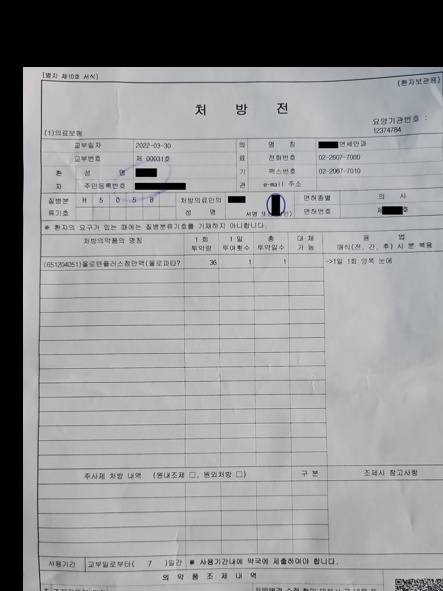 [별지 제10호 서식]
(환자보관용)
처 방 전
요양기관번호 :
12374784
(1)의료보험
교부일자 2022-03-30 의 명 칭 연세안과
교부번호 제 00031호 료 전화번호 02-2607-7000
환 성 명 기 팩스번호 02-2067-7010
자 주민등록번호 관 e-mail 주소
질병분 H 5 0 5 8 처방의료인의 면허종별 의 사
류기호 성 명 면허번호 제 호
※ 환자의 요구가 있는 때에는 질병분류기호를 기재하지 아니합니다.
처방의약품의 명칭 1 회 1 일 총 대 체 용 법
투약량 투여횟수 투약일수 가 능 매식(전, 간, 후) 시 분 복용
(651204051)올로텐플러스점안액(올로파타? 36 1 1 ->1일 1회 양쪽 눈에
주사제 처방 내역 (원내조제 □, 원외처방 □) 구 분 조제시 참고사항
사용기간 교부일로부터( 7 )일간 ※ 사용기간내에 약국에 제출하여야 합니다.
의 약 품 조 제 내 역